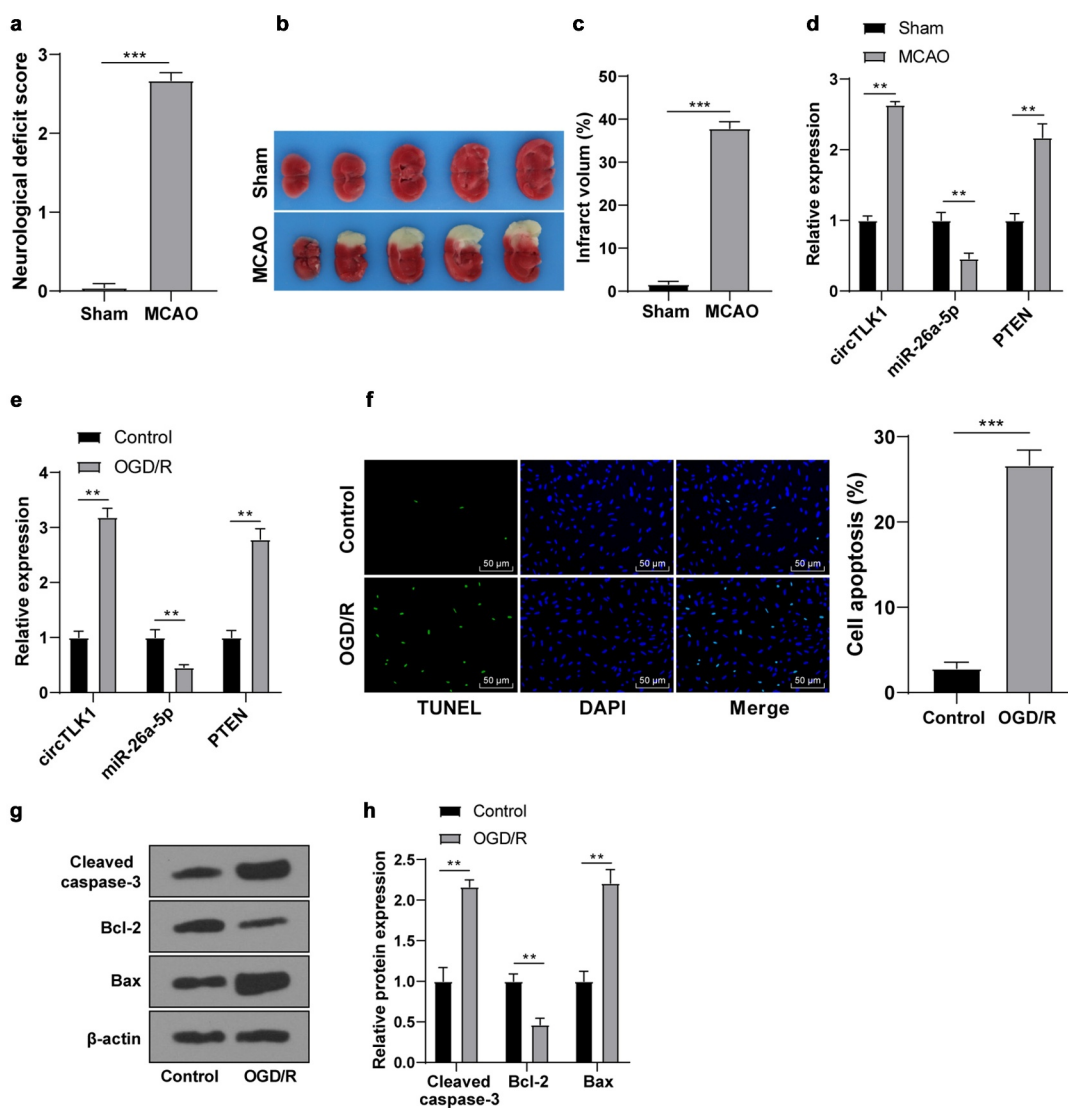 a
Neurological deficit score
3
2
1
0
***
Sham
MCAO
b
Sham
MCAO
c
Infrarct volum (%)
50
40
30
20
10
0
***
Sham
MCAO
d
Sham
MCAO
Relative expression
3
2
1
0
**
**
**
circTLK1
miR-26a-5p
PTEN
e
Control
OGD/R
Relative expression
4
3
2
1
0
**
**
**
circTLK1
miR-26a-5p
PTEN
f
Control
50 μm
50 μm
50 μm
OGD/R
50 μm
50 μm
50 μm
TUNEL
DAPI
Merge
Cell apoptosis (%)
30
20
10
0
***
Control
OGD/R
g
Cleaved
caspase-3
Bcl-2
Bax
β-actin
Control
OGD/R
h
Control
OGD/R
Relative protein expression
2.5
2.0
1.5
1.0
0.5
0.0
**
**
**
Cleaved
caspase-3
Bcl-2
Bax